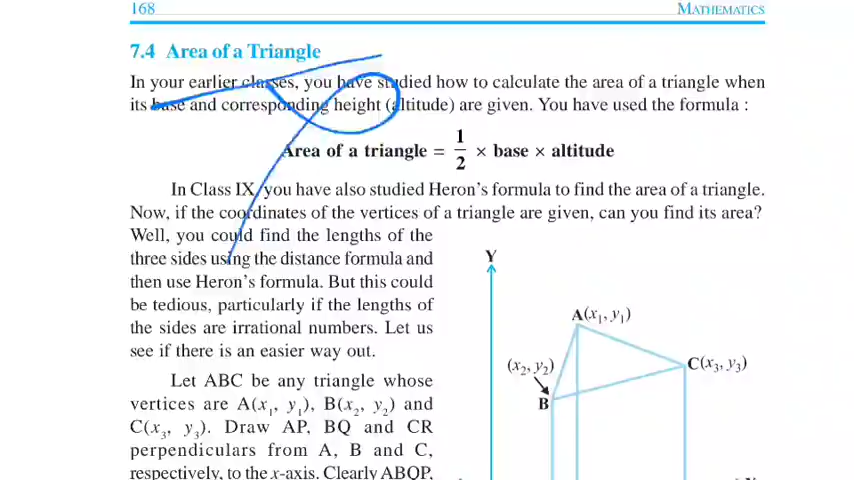 168 MATHEMATICS
7.4 Area of a Triangle
In your earlier classes, you have studied how to calculate the area of a triangle when
its base and corresponding height (altitude) are given. You have used the formula :
Area of a triangle = 1/2 × base × altitude
In Class IX, you have also studied Heron's formula to find the area of a triangle.
Now, if the coordinates of the vertices of a triangle are given, can you find its area?
Well, you could find the lengths of the
three sides using the distance formula and
then use Heron's formula. But this could
be tedious, particularly if the lengths of
the sides are irrational numbers. Let us
see if there is an easier way out.
Let ABC be any triangle whose
vertices are A(x₁, y₁), B(x₂, y₂) and
C(x₃, y₃). Draw AP, BQ and CR
perpendiculars from A, B and C,
respectively, to the x-axis. Clearly ABQP,
Y
A(x₁, y₁)
(x₂, y₂)
C(x₃, y₃)
B